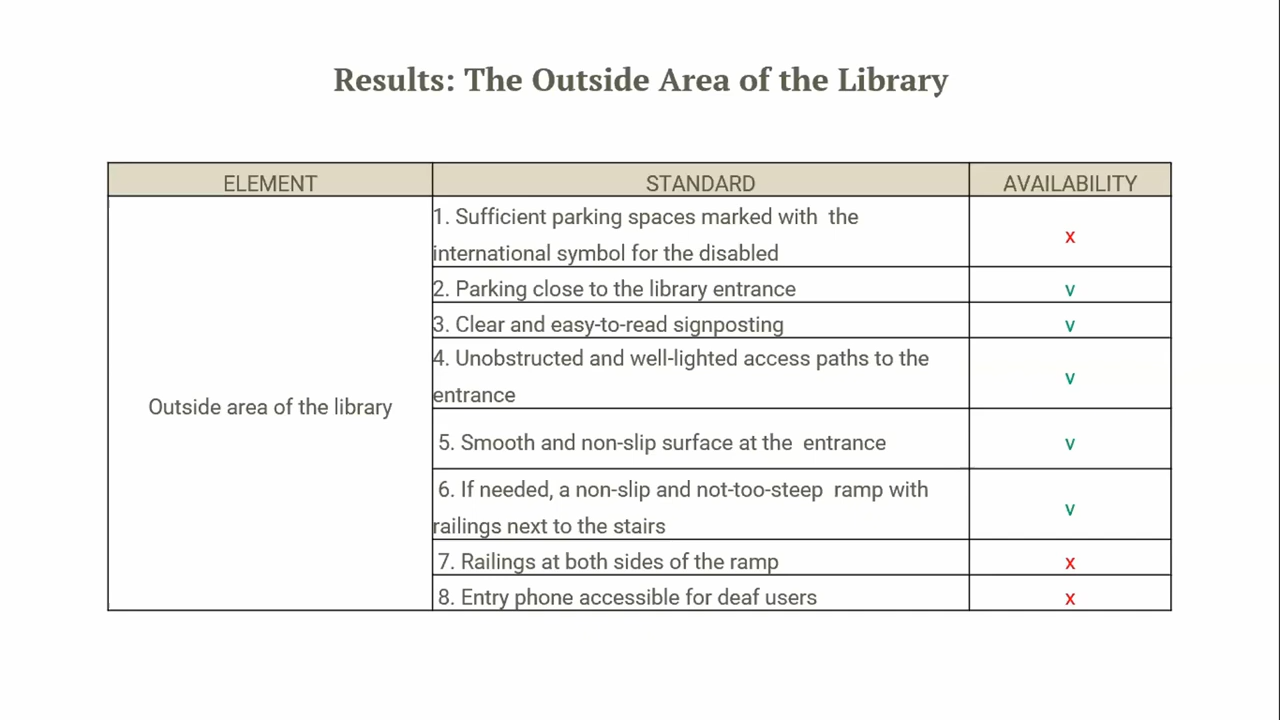 Results: The Outside Area of the Library
ELEMENT
STANDARD
AVAILABILITY
Outside area of the library
1. Sufficient parking spaces marked with the
international symbol for the disabled
x
2. Parking close to the library entrance
v
3. Clear and easy-to-read signposting
v
4. Unobstructed and well-lighted access paths to the
entrance
v
5. Smooth and non-slip surface at the entrance
v
6. If needed, a non-slip and not-too-steep ramp with
railings next to the stairs
v
7. Railings at both sides of the ramp
x
8. Entry phone accessible for deaf users
x